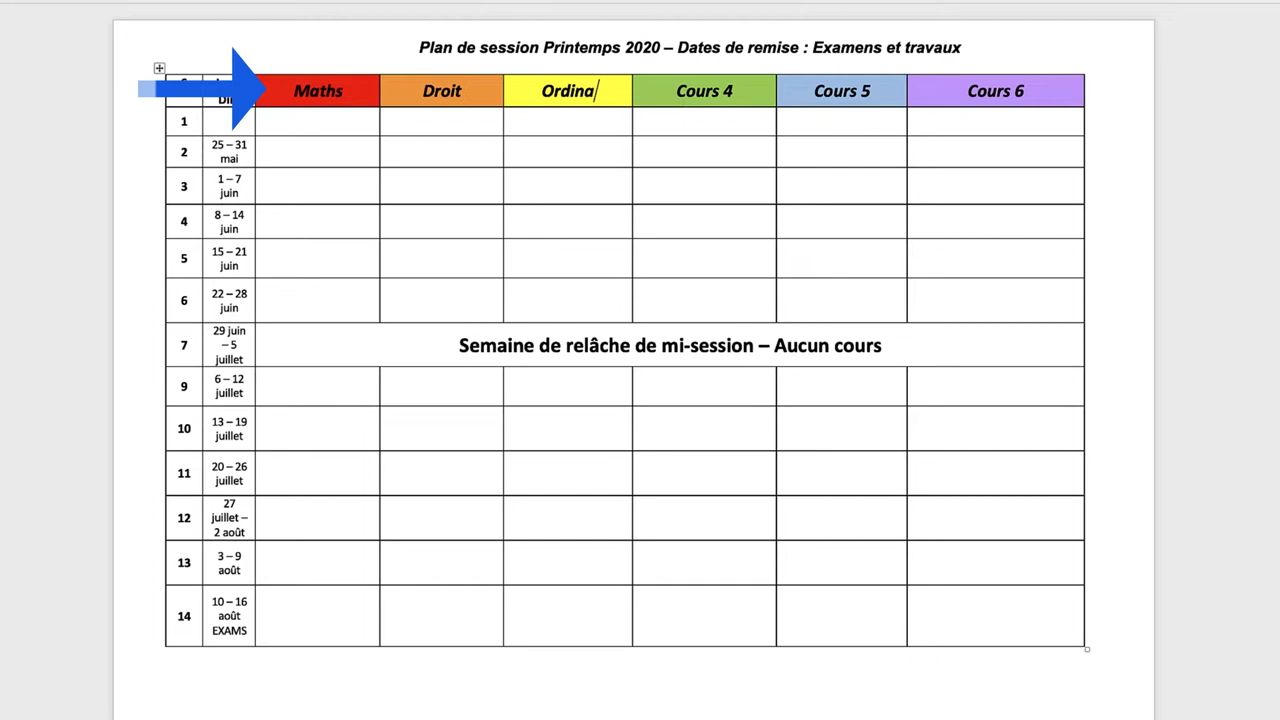 Plan de session Printemps 2020 – Dates de remise : Examens et travaux
Maths Droit Ordina Cours 4 Cours 5 Cours 6
1
2 25 – 31 mai
3 1 – 7 juin
4 8 – 14 juin
5 15 – 21 juin
6 22 – 28 juin
7 29 juin – 5 juillet Semaine de relâche de mi-session – Aucun cours
9 6 – 12 juillet
10 13 – 19 juillet
11 20 – 26 juillet
12 27 juillet – 2 août
13 3 – 9 août
14 10 – 16 août EXAMS